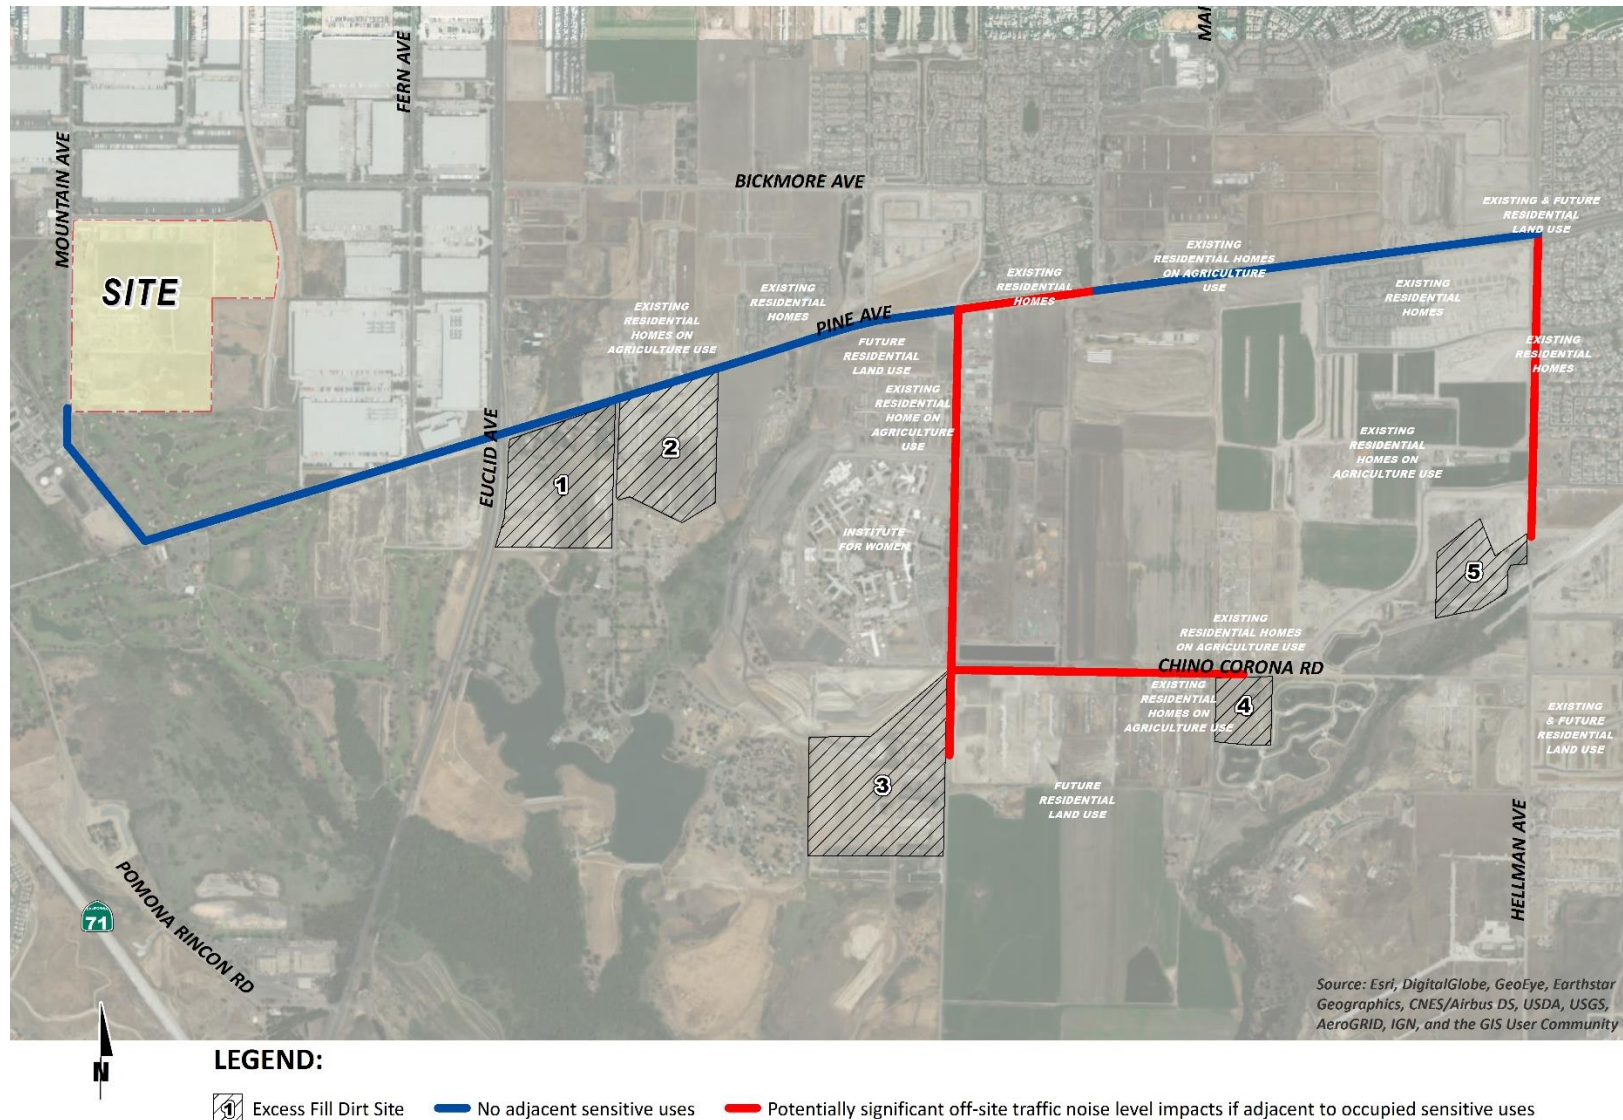 MAI
FERN AVE
MOUNTAIN AVE
BICKMORE AVE
SITE
EXISTING & FUTURE
RESIDENTIAL
LAND USE
EXISTING
RESIDENTIAL HOMES
ON AGRICULTURE
USE
EXISTING
RESIDENTIAL
HOMES
EXISTING
RESIDENTIAL
HOMES
EXISTING
RESIDENTIAL
HOMES
EXISTING
RESIDENTIAL
HOMES ON
AGRICULTURE USE
PINE AVE
FUTURE
RESIDENTIAL
LAND USE
EXISTING
RESIDENTIAL
HOMES
EXISTING
RESIDENTIAL
HOME ON
AGRICULTURE
USE
EUCLID AVE
1
2
EXISTING
RESIDENTIAL
HOMES ON
AGRICULTURE USE
INSTITUTE
FOR WOMEN
5
EXISTING
RESIDENTIAL HOMES
ON AGRICULTURE USE
CHINO CORONA RD
EXISTING
RESIDENTIAL
HOMES ON
AGRICULTURE USE
4
EXISTING
& FUTURE
RESIDENTIAL
LAND USE
3
FUTURE
RESIDENTIAL
LAND USE
HELLMAN AVE
POMONA RINCON RD
CALIFORNIA
71
Source: Esri, DigitalGlobe, GeoEye, Earthstar
Geographics, CNES/Airbus DS, USDA, USGS,
AeroGRID, IGN, and the GIS User Community
N
LEGEND:
1 Excess Fill Dirt Site No adjacent sensitive uses Potentially significant off-site traffic noise level impacts if adjacent to occupied sensitive uses